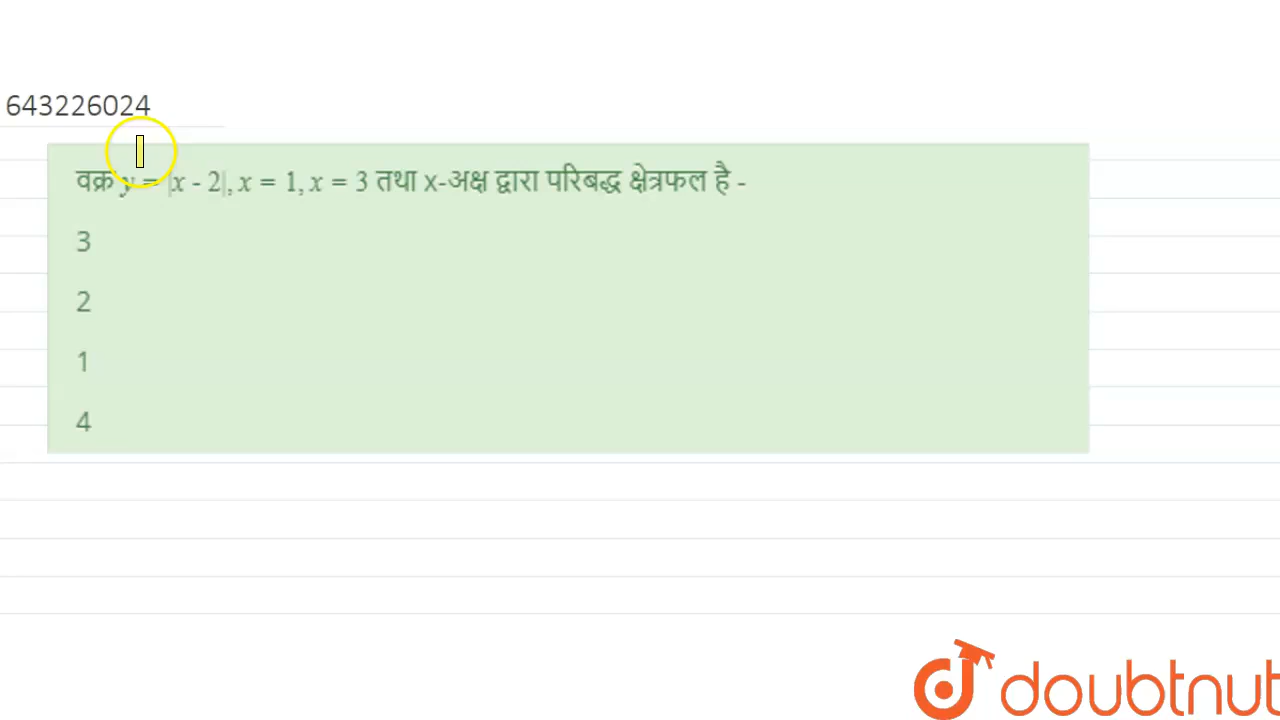 643226024
वक्र y = |x - 2|, x = 1, x = 3 तथा x-अक्ष द्वारा परिबद्ध क्षेत्रफल है -
3
2
1
4
doubtnut